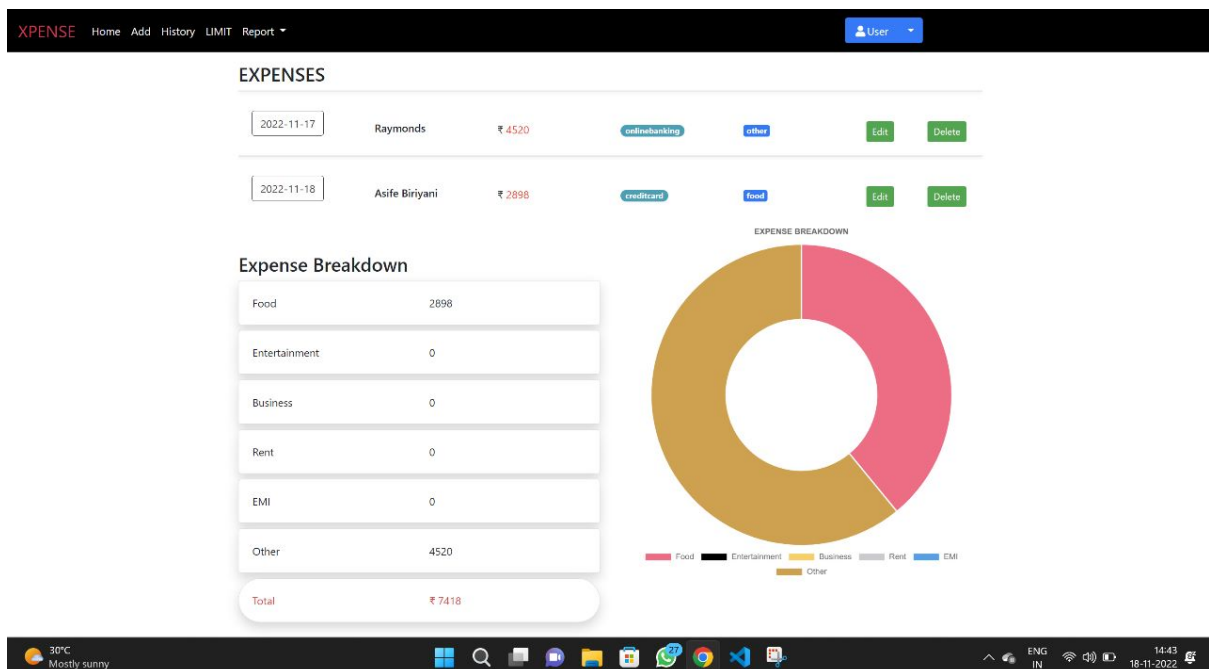 XPENSE Home Add History LIMIT Report User
EXPENSES
2022-11-17 Raymonds ₹ 4520 onlinebanking other Edit Delete
2022-11-18 Asife Biriyani ₹ 2898 creditcard food Edit Delete
Expense Breakdown
Food 2898
Entertainment 0
Business 0
Rent 0
EMI 0
Other 4520
Total ₹ 7418
EXPENSE BREAKDOWN
Food Entertainment Business Rent EMI
Other
30°C
Mostly sunny
27
ENG
IN
14:43
18-11-2022